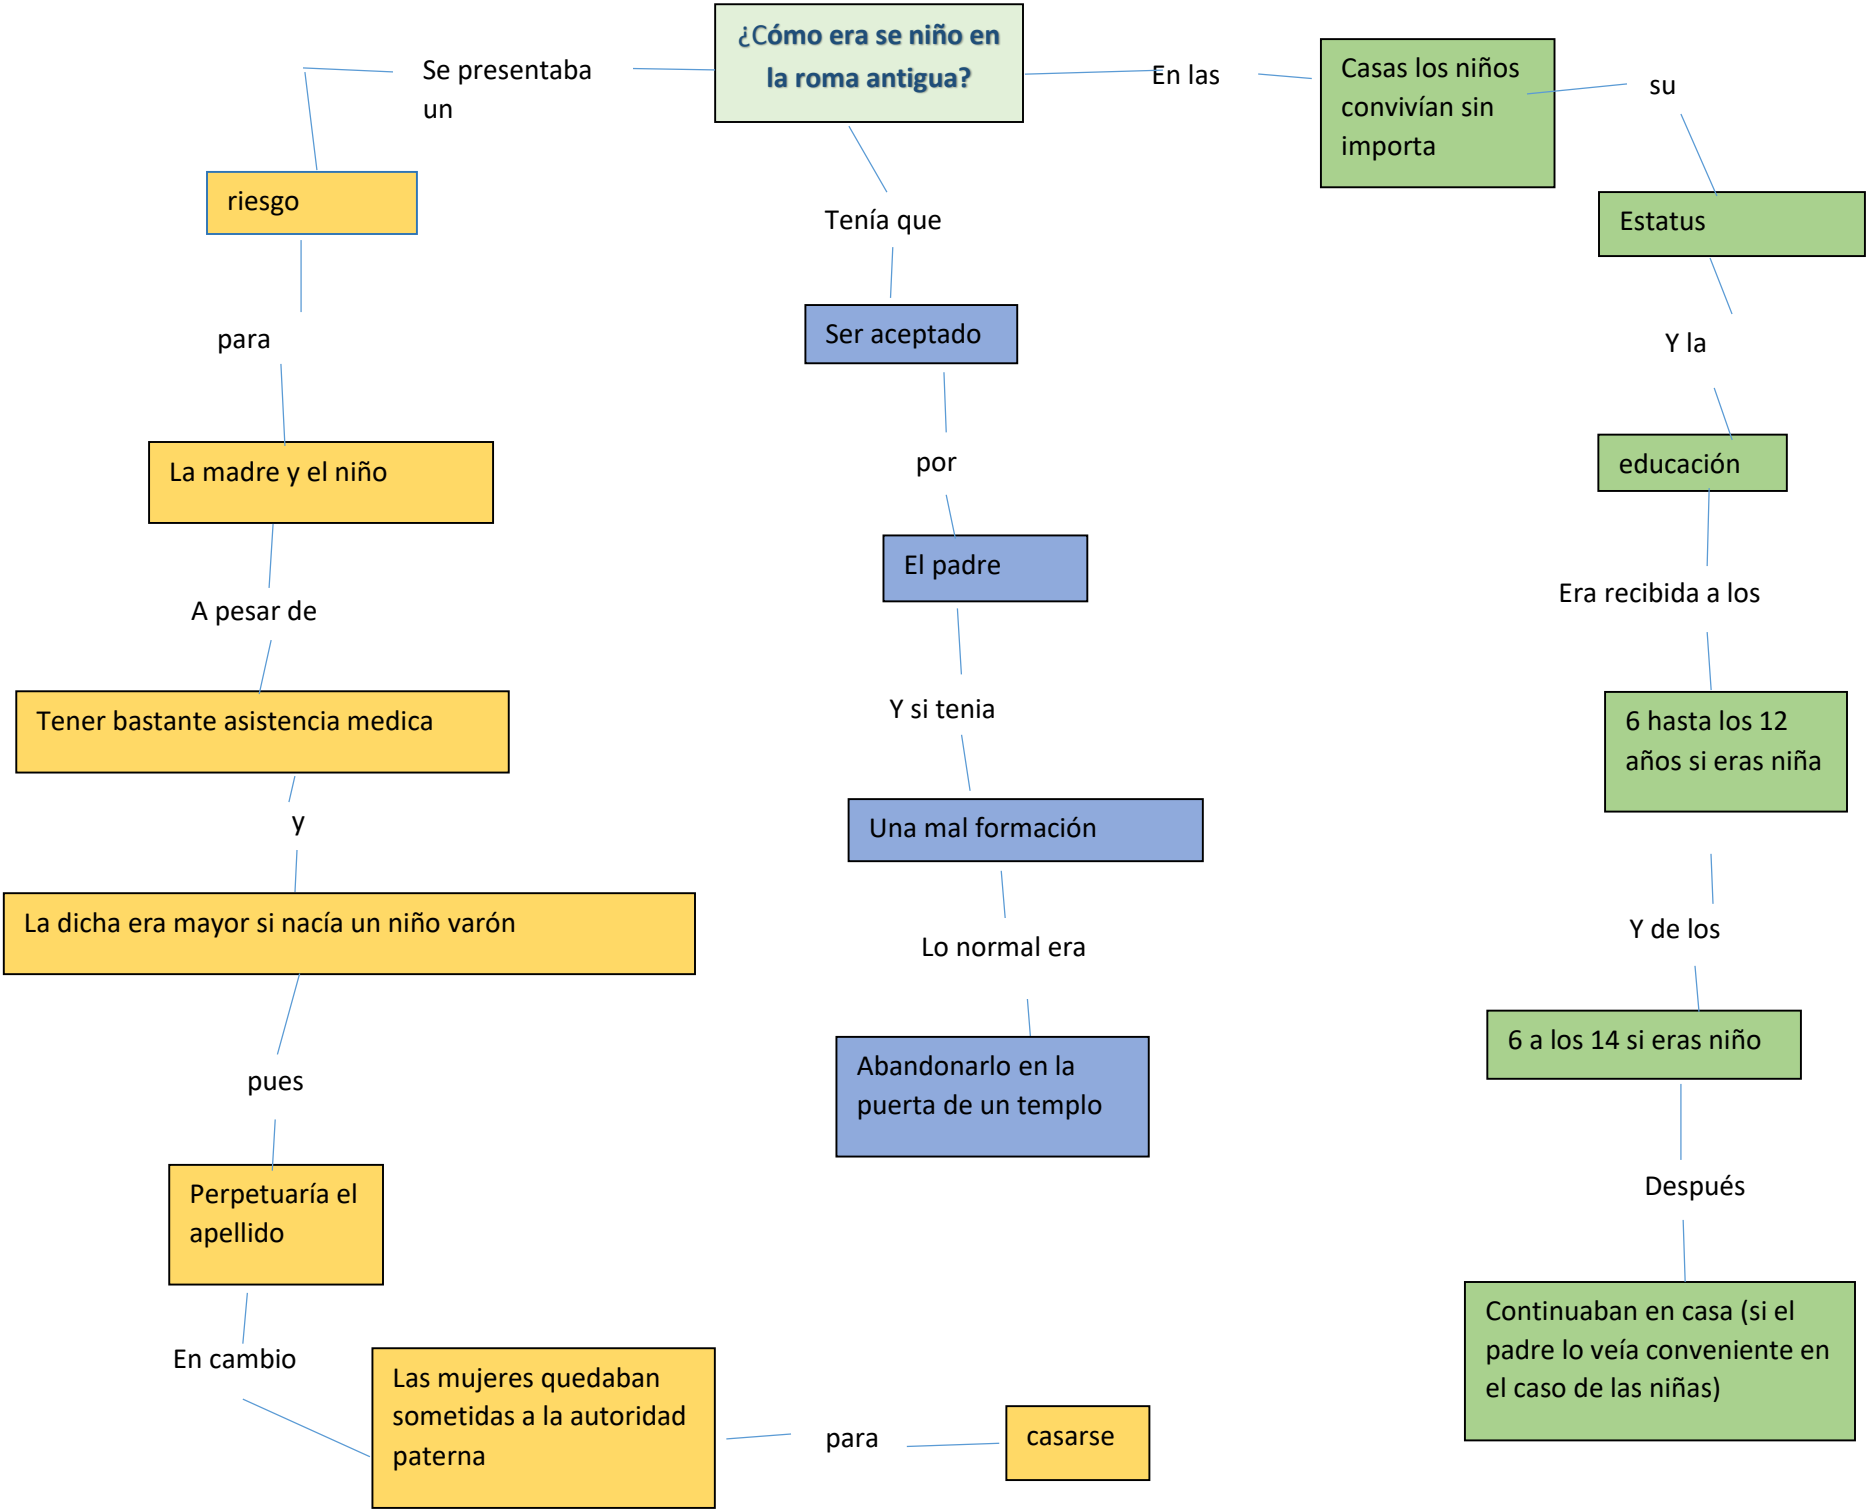 ¿Cómo era se niño en
la roma antigua?
Se presentaba
un
riesgo
para
La madre y el niño
A pesar de
Tener bastante asistencia medica
y
La dicha era mayor si nacía un niño varón
pues
Perpetuaría el
apellido
En cambio
Las mujeres quedaban
sometidas a la autoridad
paterna
para
casarse
Tenía que
Ser aceptado
por
El padre
Y si tenia
Una mal formación
Lo normal era
Abandonarlo en la
puerta de un templo
En las
Casas los niños
convivían sin
importa
su
Estatus
Y la
educación
Era recibida a los
6 hasta los 12
años si eras niña
Y de los
6 a los 14 si eras niño
Después
Continuaban en casa (si el
padre lo veía conveniente en
el caso de las niñas)